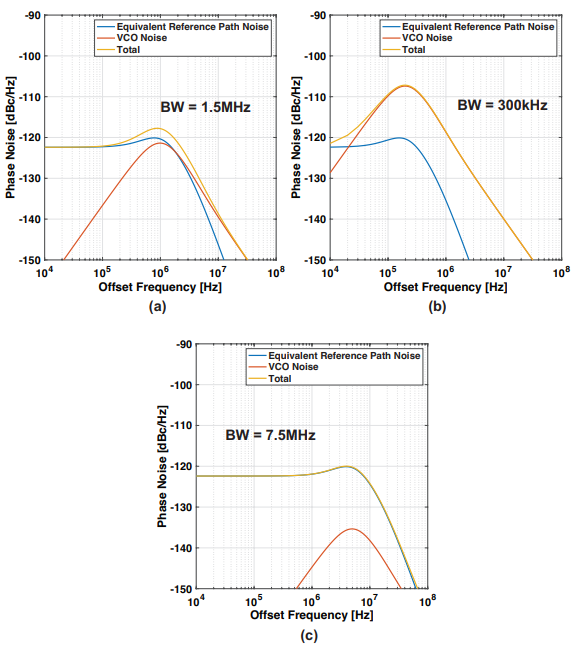 -90
-100
-110
-120
-130
-140
-150
Phase Noise [dBc/Hz]
Equivalent Reference Path Noise
VCO Noise
Total
BW = 1.5MHz
10^4 10^5 10^6 10^7 10^8
Offset Frequency [Hz]
(a)
-90
-100
-110
-120
-130
-140
-150
Phase Noise [dBc/Hz]
Equivalent Reference Path Noise
VCO Noise
Total
BW = 300kHz
10^4 10^5 10^6 10^7 10^8
Offset Frequency [Hz]
(b)
-90
-100
-110
-120
-130
-140
-150
Phase Noise [dBc/Hz]
Equivalent Reference Path Noise
VCO Noise
Total
BW = 7.5MHz
10^4 10^5 10^6 10^7 10^8
Offset Frequency [Hz]
(c)